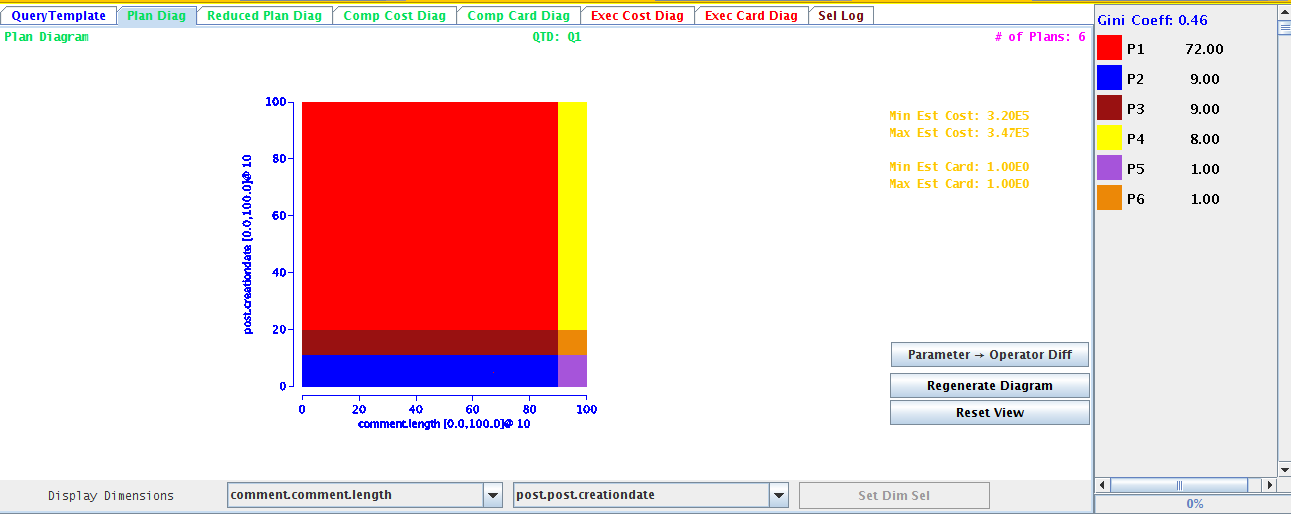 QueryTemplate Plan Diag Reduced Plan Diag Comp Cost Diag Comp Card Diag Exec Cost Diag Exec Card Diag Sel Log
Plan Diagram QTD: Q1 # of Plans: 6
Min Est Cost: 3.20E5
Max Est Cost: 3.47E5
Min Est Card: 1.00E0
Max Est Card: 1.00E0
post.creationdate [0.0,100.0]@ 10
100
80
60
40
20
0
0 20 40 60 80 100
comment.length [0.0,100.0]@ 10
Parameter → Operator Diff
Regenerate Diagram
Reset View
Display Dimensions comment.comment.length post.post.creationdate Set Dim Sel
Gini Coeff: 0.46
P1 72.00
P2 9.00
P3 9.00
P4 8.00
P5 1.00
P6 1.00
0%